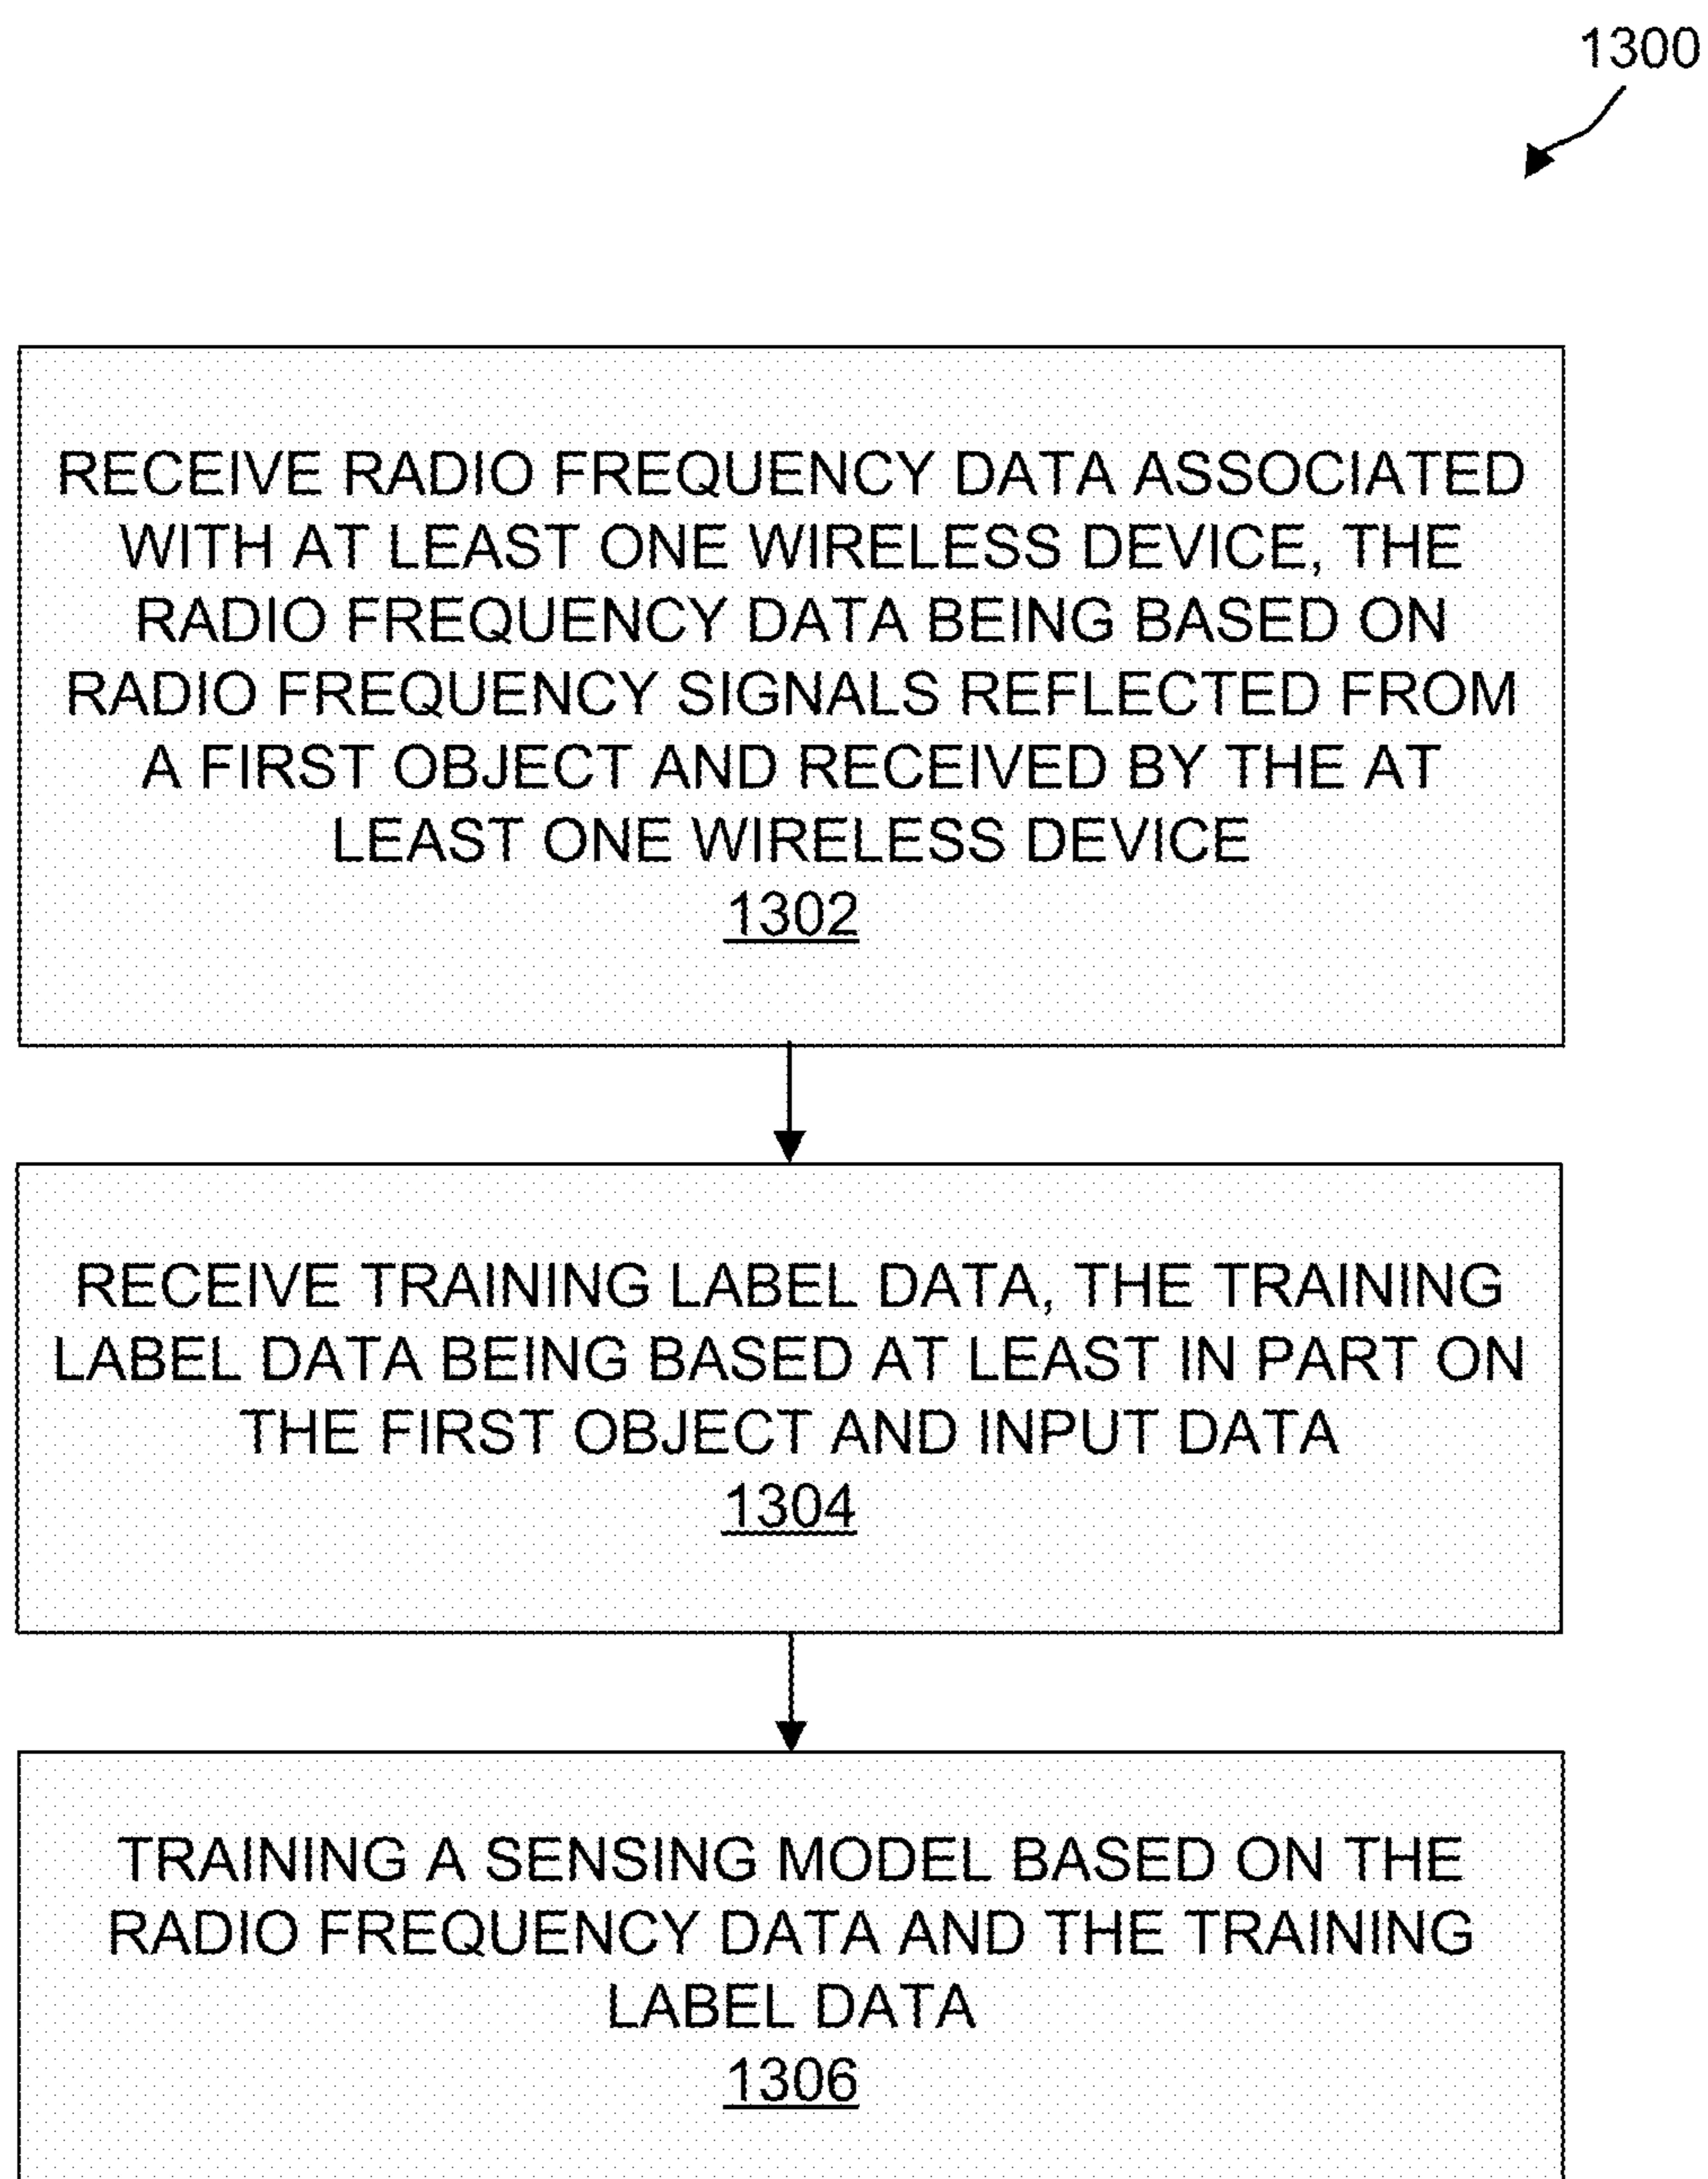 1300
RECEIVE RADIO FREQUENCY DATA ASSOCIATED
WITH AT LEAST ONE WIRELESS DEVICE, THE
RADIO FREQUENCY DATA BEING BASED ON
RADIO FREQUENCY SIGNALS REFLECTED FROM
A FIRST OBJECT AND RECEIVED BY THE AT
LEAST ONE WIRELESS DEVICE
1302
RECEIVE TRAINING LABEL DATA, THE TRAINING
LABEL DATA BEING BASED AT LEAST IN PART ON
THE FIRST OBJECT AND INPUT DATA
1304
TRAINING A SENSING MODEL BASED ON THE
RADIO FREQUENCY DATA AND THE TRAINING
LABEL DATA
1306